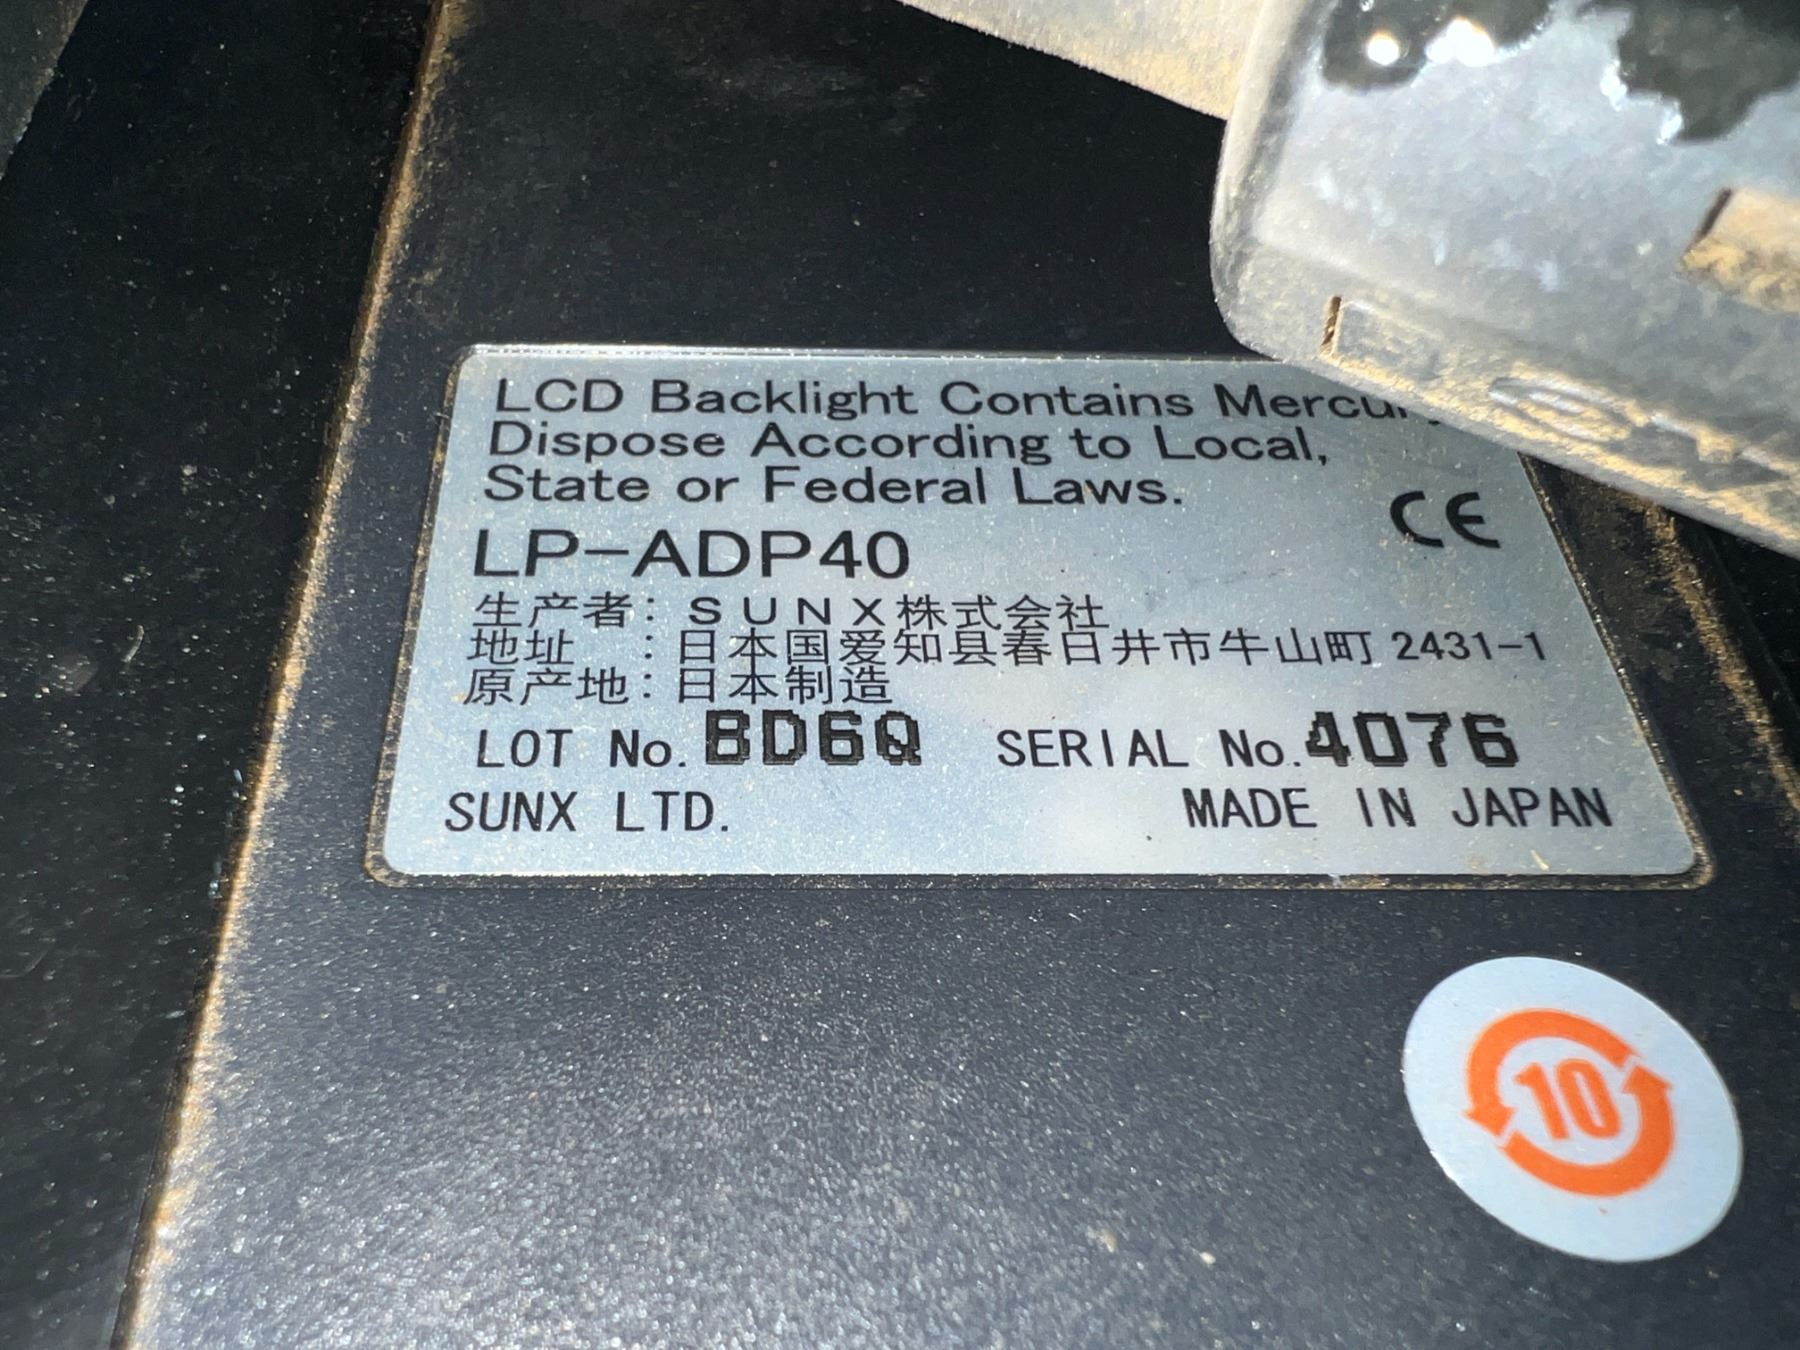 LCD Backlight Contains Mercury
Dispose According to Local,
State or Federal Laws.
CE
LP-ADP40
生产者: SUNX株式会社
地址 : 日本国爱知县春日井市牛山町 2431-1
原产地: 日本制造
LOT No. BD6Q SERIAL No. 4076
SUNX LTD. MADE IN JAPAN
10